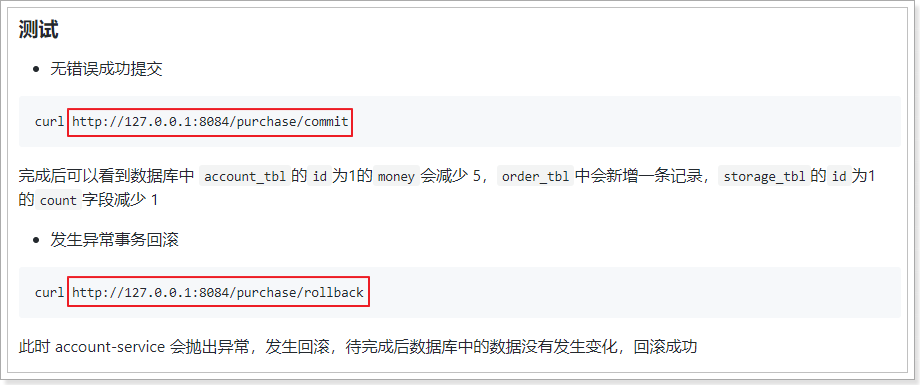 测试
• 无错误成功提交
curl http://127.0.0.1:8084/purchase/commit
完成后可以看到数据库中 account_tbl 的 id 为1的 money 会减少 5，order_tbl 中会新增一条记录，storage_tbl 的 id 为1
的 count 字段减少 1
• 发生异常事务回滚
curl http://127.0.0.1:8084/purchase/rollback
此时 account-service 会抛出异常，发生回滚，待完成后数据库中的数据没有发生变化，回滚成功